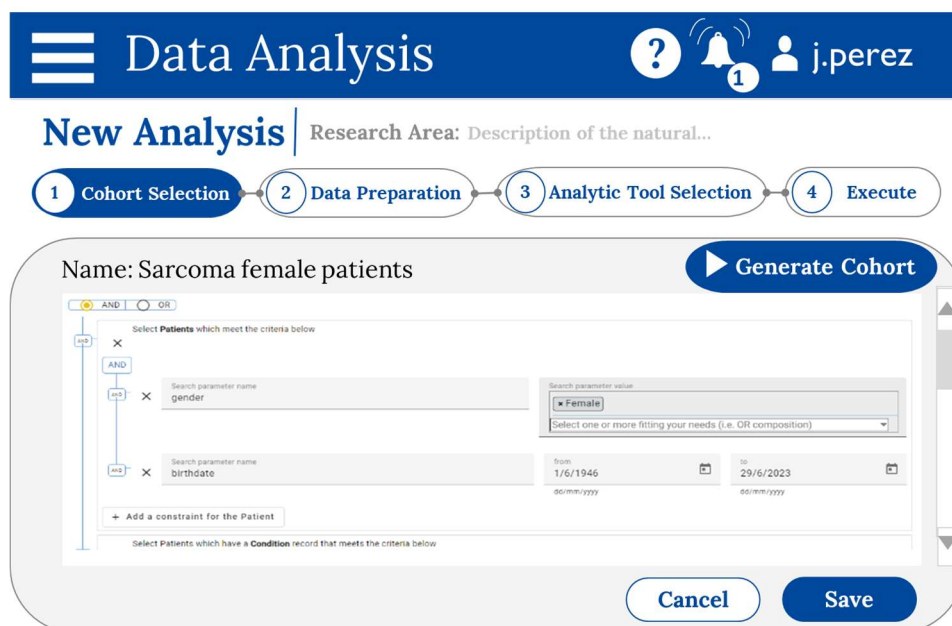 Data Analysis ? 1 j.perez
New Analysis Research Area: Description of the natural...
1 Cohort Selection 2 Data Preparation 3 Analytic Tool Selection 4 Execute
Name: Sarcoma female patients Generate Cohort
AND OR
Select Patients which meet the criteria below
AND
AND
Search parameter name Search parameter value
AND gender × Female
Select one or more fitting your needs (i.e. OR composition)
Search parameter name from to
AND birthdate 1/6/1946 29/6/2023
dd/mm/yyyy dd/mm/yyyy
+ Add a constraint for the Patient
Select Patients which have a Condition record that meets the criteria below
Cancel Save